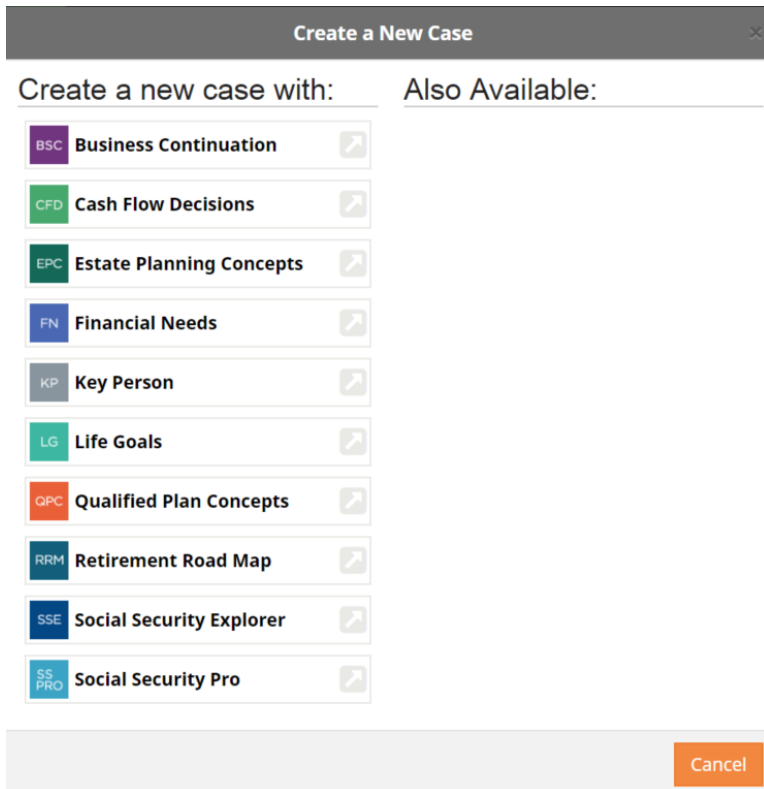 Create a New Case
×
Create a new case with:
Also Available:
BSC Business Continuation
CFD Cash Flow Decisions
EPC Estate Planning Concepts
FN Financial Needs
KP Key Person
LG Life Goals
QPC Qualified Plan Concepts
RRM Retirement Road Map
SSE Social Security Explorer
SS
PRO Social Security Pro
Cancel